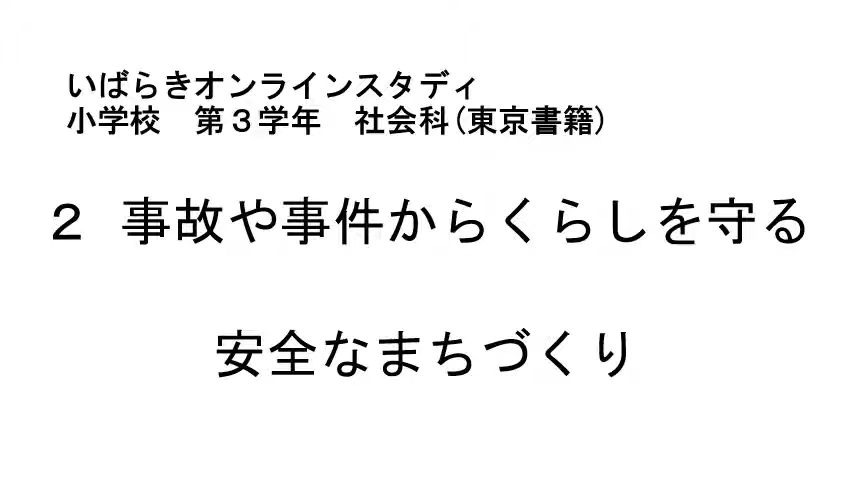 いばらきオンラインスタディ
小学校　第３学年　社会科(東京書籍)
２　事故や事件からくらしを守る
安全なまちづくり